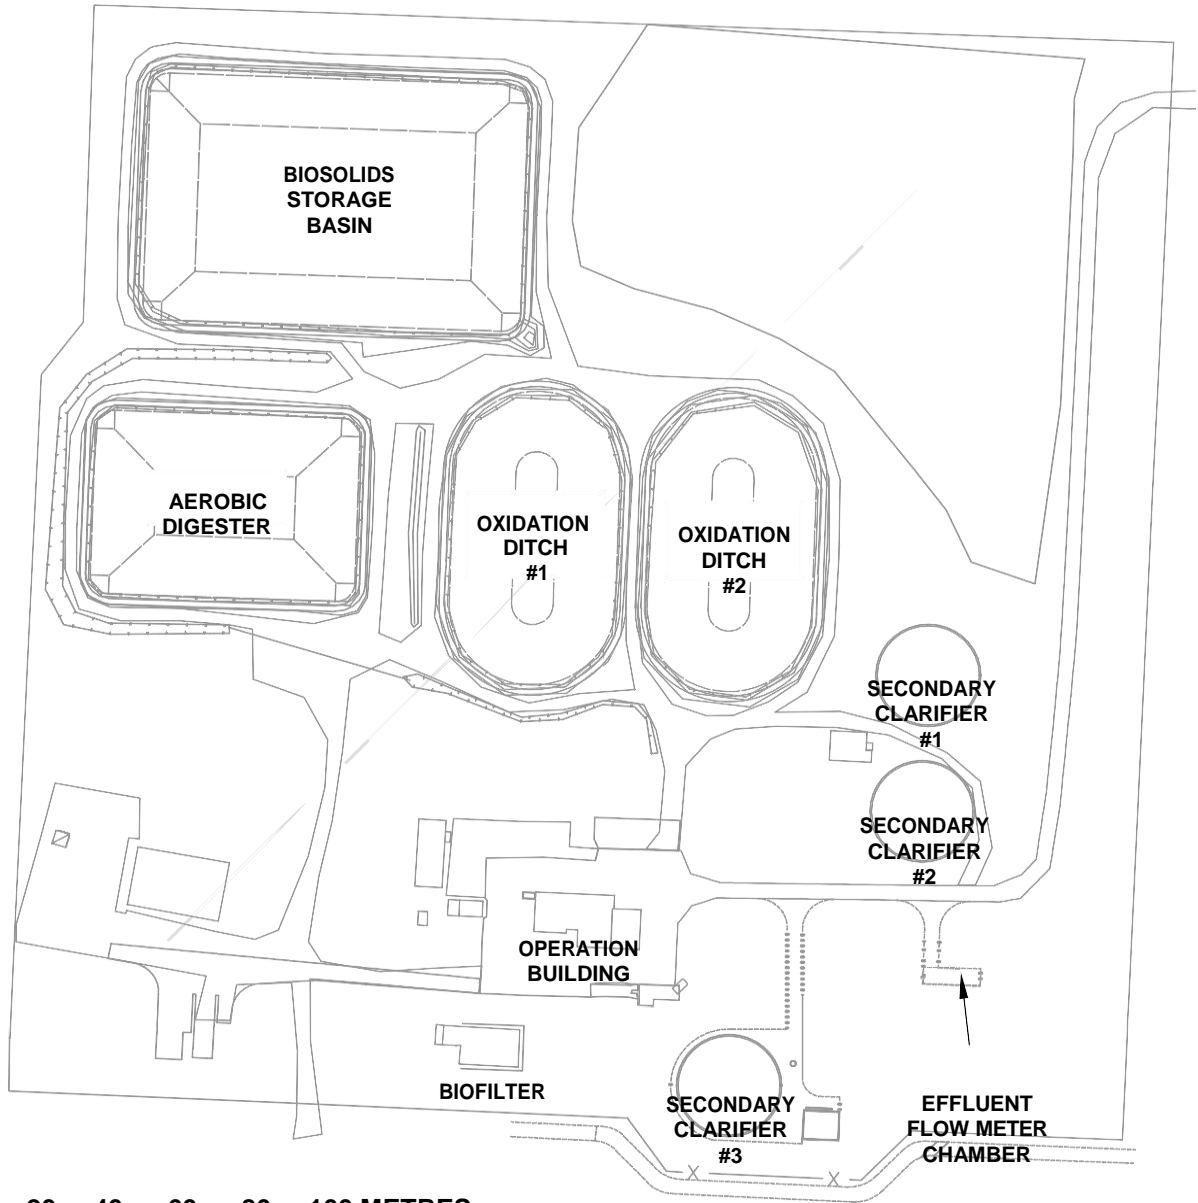 BIOSOLIDS
STORAGE
BASIN
AEROBIC
DIGESTER
OXIDATION
DITCH
#1
OXIDATION
DITCH
#2
SECONDARY
CLARIFIER
#1
SECONDARY
CLARIFIER
#2
OPERATION
BUILDING
BIOFILTER
SECONDARY
CLARIFIER
#3
EFFLUENT
FLOW METER
CHAMBER
X X
20 40 60 80 100 METRES